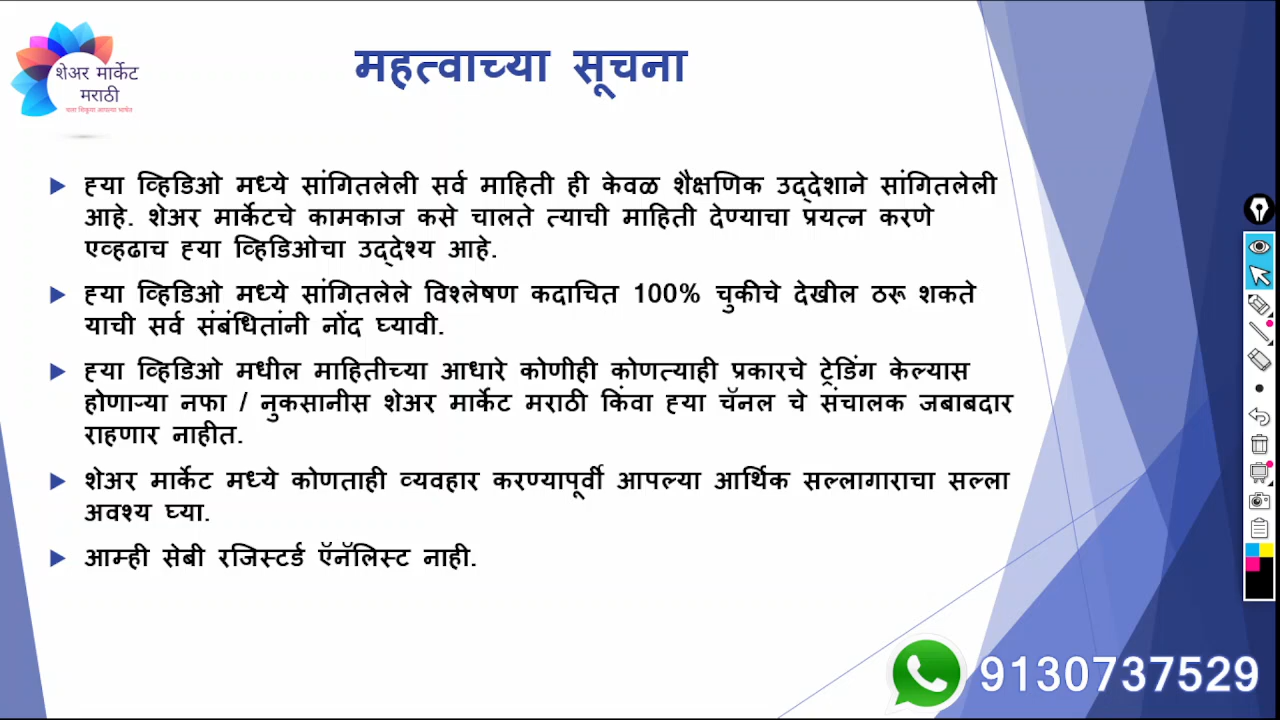 शेअर मार्केट
मराठी
चला शिकूया आपल्या भाषेत
महत्वाच्या सूचना
ह्या व्हिडिओ मध्ये सांगितलेली सर्व माहिती ही केवळ शैक्षणिक उद्देशाने सांगितलेली
आहे. शेअर मार्केटचे कामकाज कसे चालते त्याची माहिती देण्याचा प्रयत्न करणे
एव्हढाच ह्या व्हिडिओचा उद्देश्य आहे.
ह्या व्हिडिओ मध्ये सांगितलेले विश्लेषण कदाचित 100% चुकीचे देखील ठरू शकते
याची सर्व संबंधितांनी नोंद घ्यावी.
ह्या व्हिडिओ मधील माहितीच्या आधारे कोणीही कोणत्याही प्रकारचे ट्रेडिंग केल्यास
होणाऱ्या नफा / नुकसानीस शेअर मार्केट मराठी किंवा ह्या चॅनल चे संचालक जबाबदार
राहणार नाहीत.
शेअर मार्केट मध्ये कोणताही व्यवहार करण्यापूर्वी आपल्या आर्थिक सल्लागाराचा सल्ला
अवश्य घ्या.
आम्ही सेबी रजिस्टर्ड ऍनॅलिस्ट नाही.
9130737529